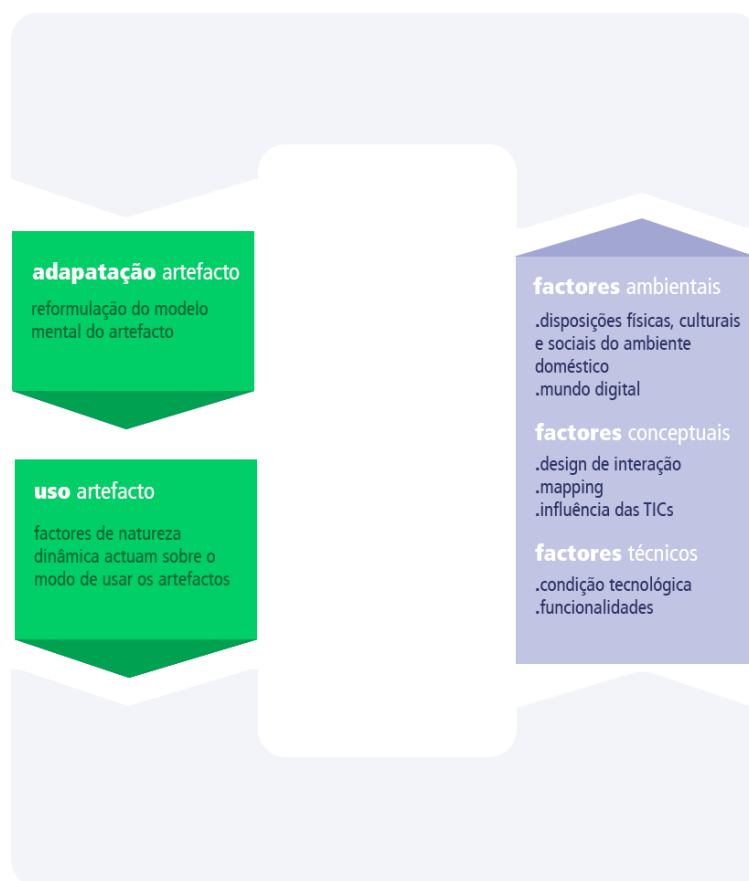 adapatação artefacto
reformulação do modelo
mental do artefacto
uso artefacto
factores de natureza
dinâmica actuam sobre o
modo de usar os artefactos
factores ambientais
.disposições físicas, culturais
e sociais do ambiente
doméstico
.mundo digital
factores conceptuais
.design de interação
.mapping
.influência das TICs
factores técnicos
.condição tecnológica
.funcionalidades